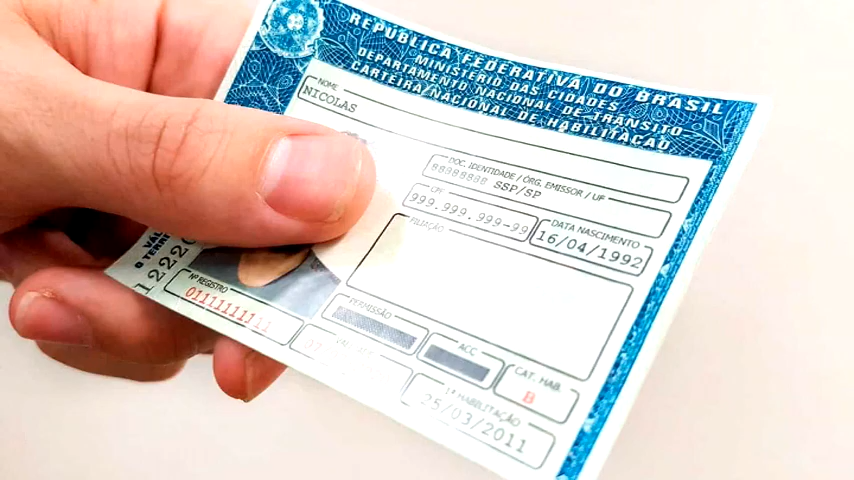 REPÚBLICA FEDERATIVA DO BRASIL
MINISTÉRIO DAS CIDADES
DEPARTAMENTO NACIONAL DE TRÂNSITO
CARTEIRA NACIONAL DE HABILITAÇÃO
NOME
NICOLAS
DOC. IDENTIDADE / ÓRG. EMISSOR / UF
88888888 SSP/SP
CPF
999.999.999-99
DATA NASCIMENTO
16/04/1992
FILIAÇÃO
PERMISSÃO
ACC
CAT. HAB.
B
Nº REGISTRO
01111111111
1ª HABILITAÇÃO
25/03/2011